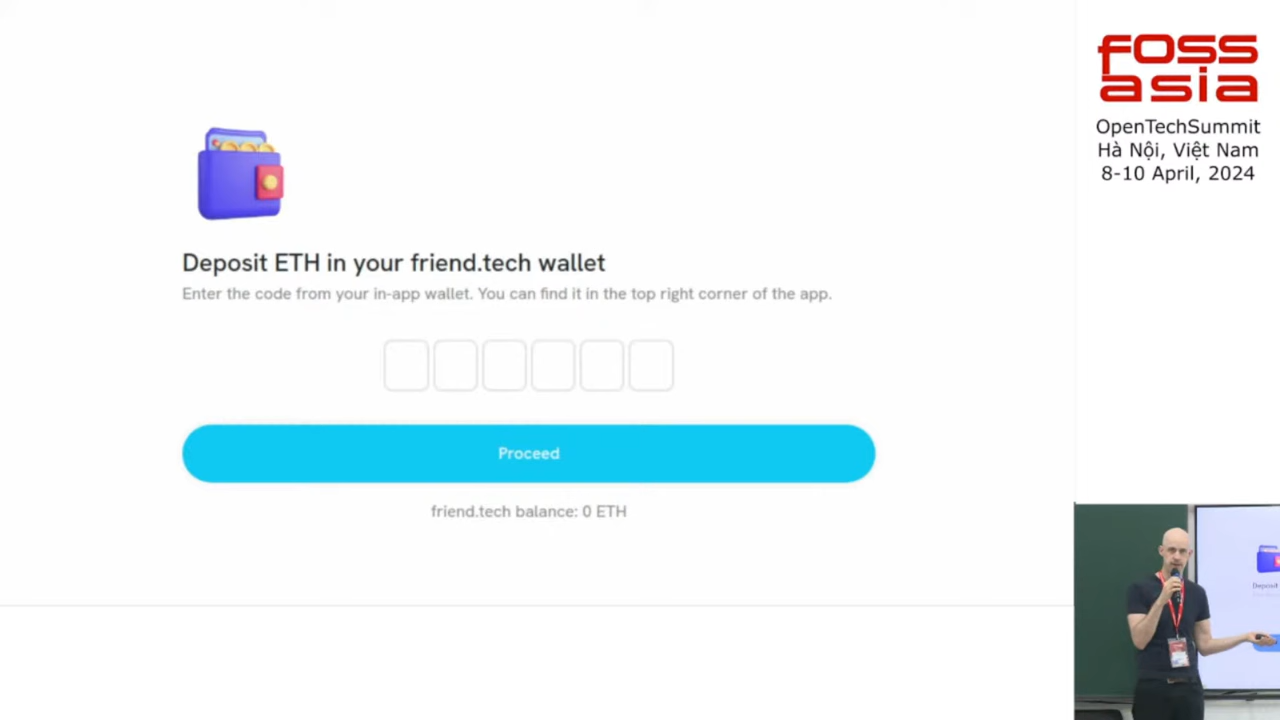 Deposit ETH in your friend.tech wallet
Enter the code from your in-app wallet. You can find it in the top right corner of the app.
Proceed
friend.tech balance: 0 ETH
foss
asia
OpenTechSummit
Hà Nội, Việt Nam
8-10 April, 2024
Deposit